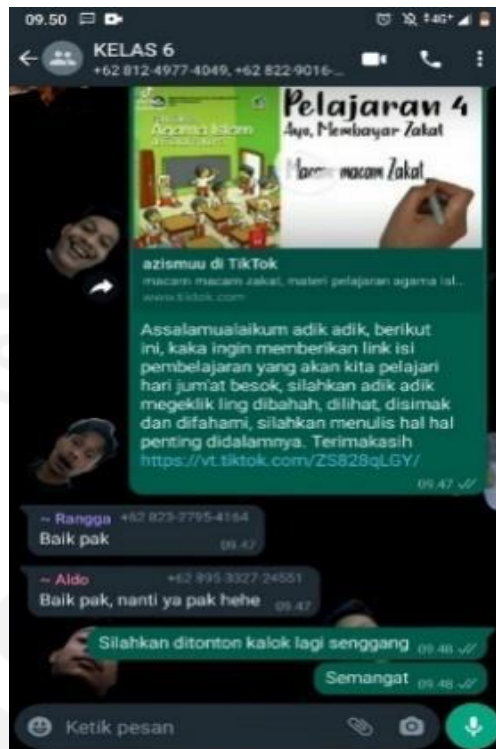 09.50
KELAS 6
+62 812-4977-4049, +62 822-9016-...
Agama Islam
Pelajaran 4
Ayo, Membayar Zakat
Macam macam Zakat
azismuu di TikTok
macam macam zakat, materi pelajaran agama isl...
www.tiktok.com
Assalamualaikum adik adik, berikut
ini, kaka ingin memberikan link isi
pembelajaran yang akan kita pelajari
hari jum'at besok, silahkan adik adik
megeklik ling dibahah, dilihat, disimak
dan difahami, silahkan menulis hal hal
penting didalamnya. Terimakasih
https://vt.tiktok.com/ZS828qLGY/
09.47
~ Rangga +62 823-2795-4164
Baik pak
09.47
~ Aldo +62 895-3327-24551
Baik pak, nanti ya pak hehe 09.47
Silahkan ditonton kalok lagi senggang 09.48
Semangat 09.48
Ketik pesan